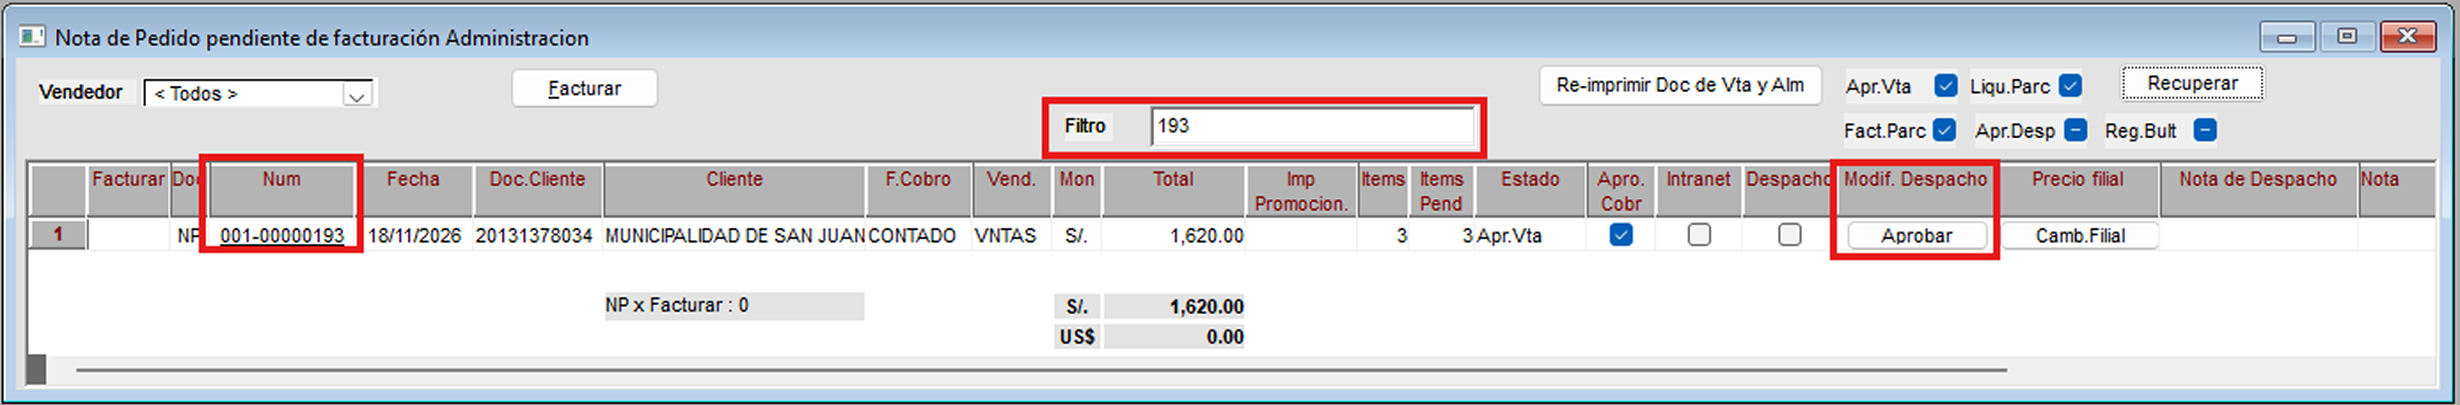 Nota de Pedido pendiente de facturación Administracion
Vendedor < Todos > Facturar Re-imprimir Doc de Vta y Alm Apr.Vta Liqu.Parc Recuperar
Filtro 193 Fact.Parc Apr.Desp Reg.Bult
Facturar Doc Num Fecha Doc.Cliente Cliente F.Cobro Vend. Mon Total Imp Promocion. Items Items Pend Estado Apro. Cobr Intranet Despacho Modif. Despacho Precio filial Nota de Despacho Nota
1 NP 001-00000193 18/11/2026 20131378034 MUNICIPALIDAD DE SAN JUAN CONTADO VNTAS S/. 1,620.00 3 3 Apr.Vta Aprobar Camb.Filial
NP x Facturar : 0 S/. 1,620.00
US$ 0.00